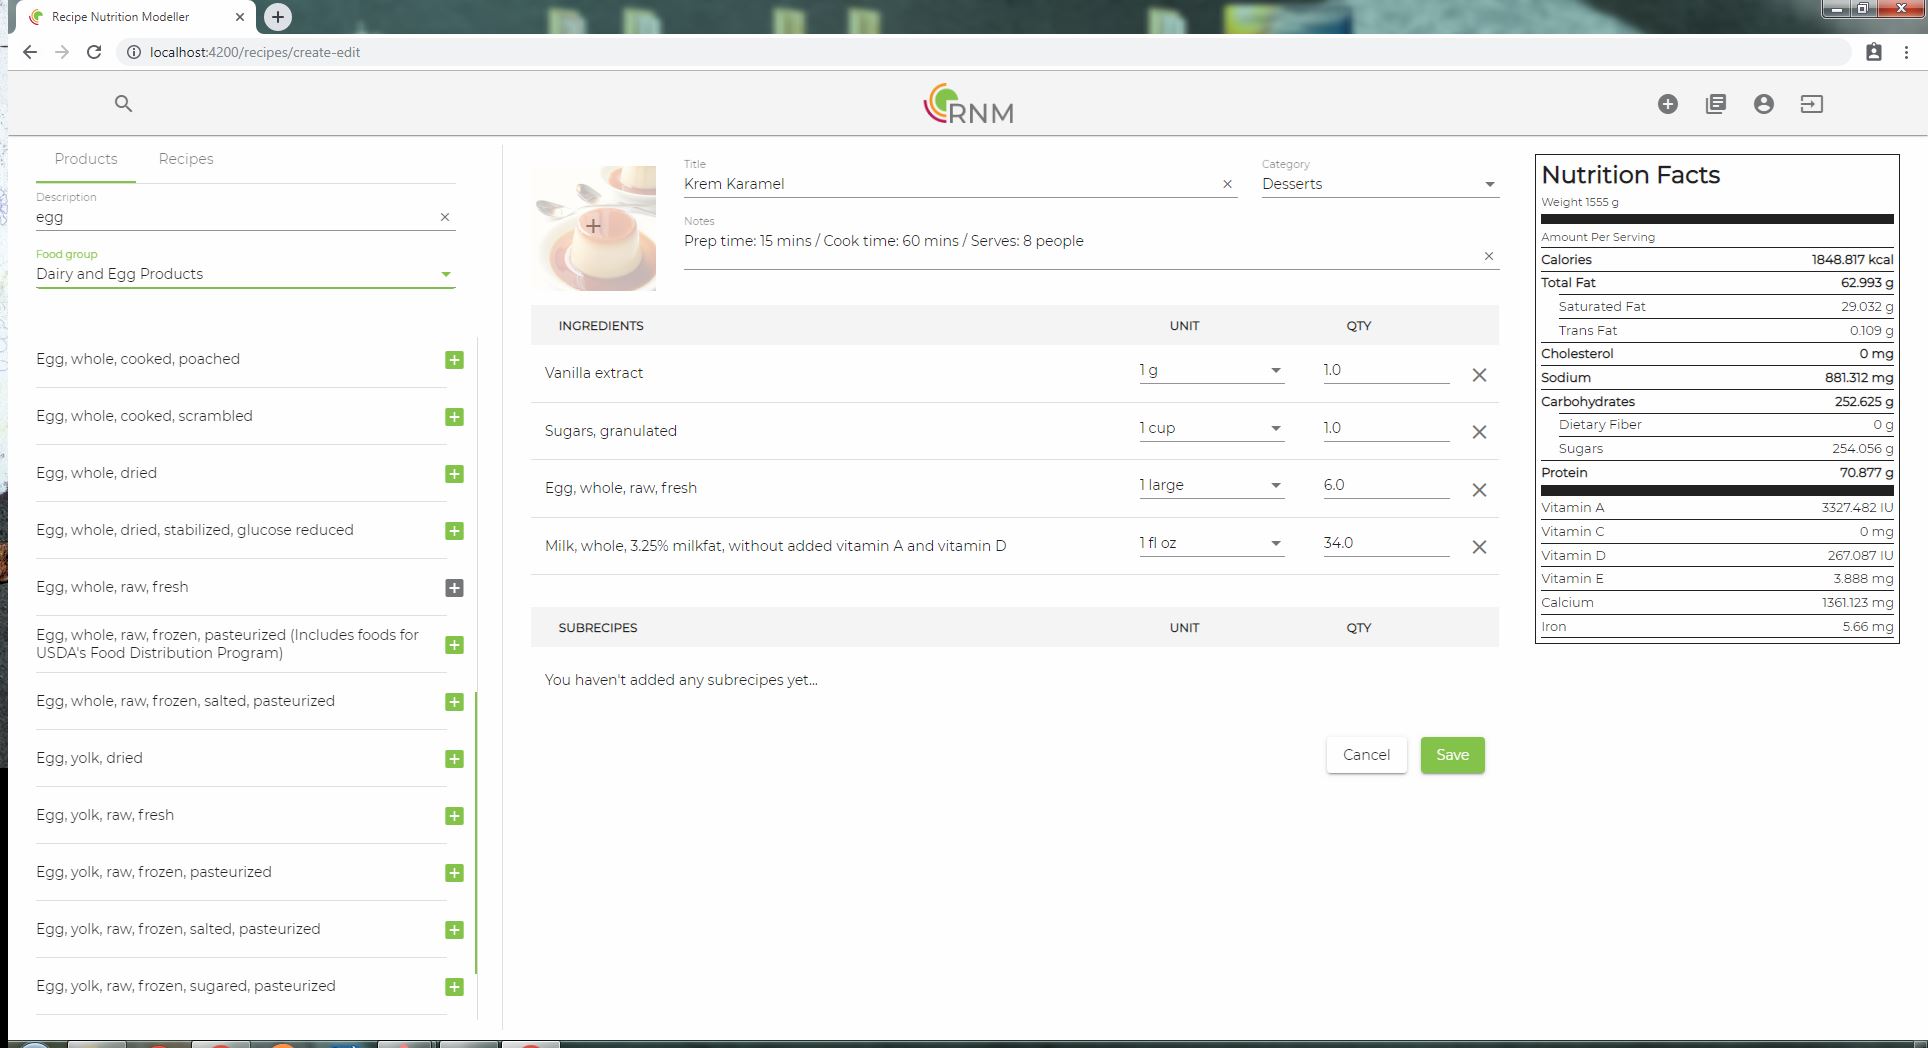 Recipe Nutrition Modeller
localhost:4200/recipes/create-edit
RNM
Products Recipes
Description
egg
Food group
Dairy and Egg Products
Egg, whole, cooked, poached
Egg, whole, cooked, scrambled
Egg, whole, dried
Egg, whole, dried, stabilized, glucose reduced
Egg, whole, raw, fresh
Egg, whole, raw, frozen, pasteurized (Includes foods for
USDA's Food Distribution Program)
Egg, whole, raw, frozen, salted, pasteurized
Egg, yolk, dried
Egg, yolk, raw, fresh
Egg, yolk, raw, frozen, pasteurized
Egg, yolk, raw, frozen, salted, pasteurized
Egg, yolk, raw, frozen, sugared, pasteurized
Title
Krem Karamel
Category
Desserts
Notes
Prep time: 15 mins / Cook time: 60 mins / Serves: 8 people
INGREDIENTS UNIT QTY
Vanilla extract 1 g 1.0
Sugars, granulated 1 cup 1.0
Egg, whole, raw, fresh 1 large 6.0
Milk, whole, 3.25% milkfat, without added vitamin A and vitamin D 1 fl oz 34.0
SUBRECIPES UNIT QTY
You haven't added any subrecipes yet...
Cancel Save
Nutrition Facts
Weight 1555 g
Amount Per Serving
Calories 1848.817 kcal
Total Fat 62.993 g
Saturated Fat 29.032 g
Trans Fat 0.109 g
Cholesterol 0 mg
Sodium 881.312 mg
Carbohydrates 252.625 g
Dietary Fiber 0 g
Sugars 254.056 g
Protein 70.877 g
Vitamin A 3327.482 IU
Vitamin C 0 mg
Vitamin D 267.087 IU
Vitamin E 3.888 mg
Calcium 1361.123 mg
Iron 5.66 mg